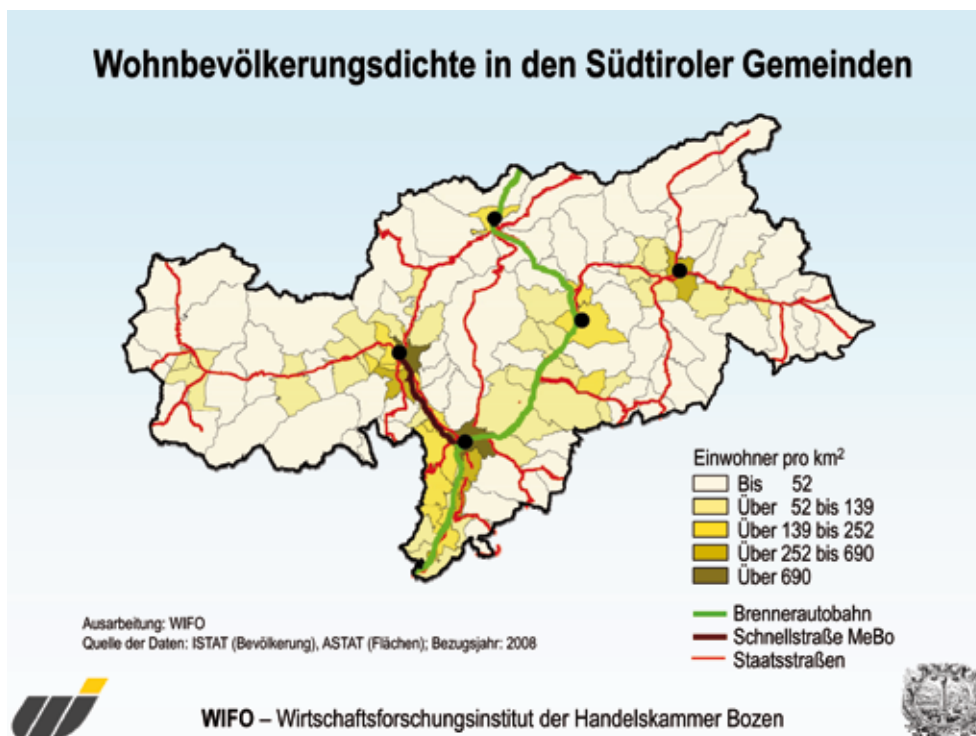 Wohnbevölkerungsdichte in den Südtiroler Gemeinden
Einwohner pro km²
Bis 52
Über 52 bis 139
Über 139 bis 252
Über 252 bis 690
Über 690
Brennerautobahn
Schnellstraße MeBo
Staatsstraßen
Ausarbeitung: WIFO
Quelle der Daten: ISTAT (Bevölkerung), ASTAT (Flächen); Bezugsjahr: 2008
WIFO – Wirtschaftsforschungsinstitut der Handelskammer Bozen